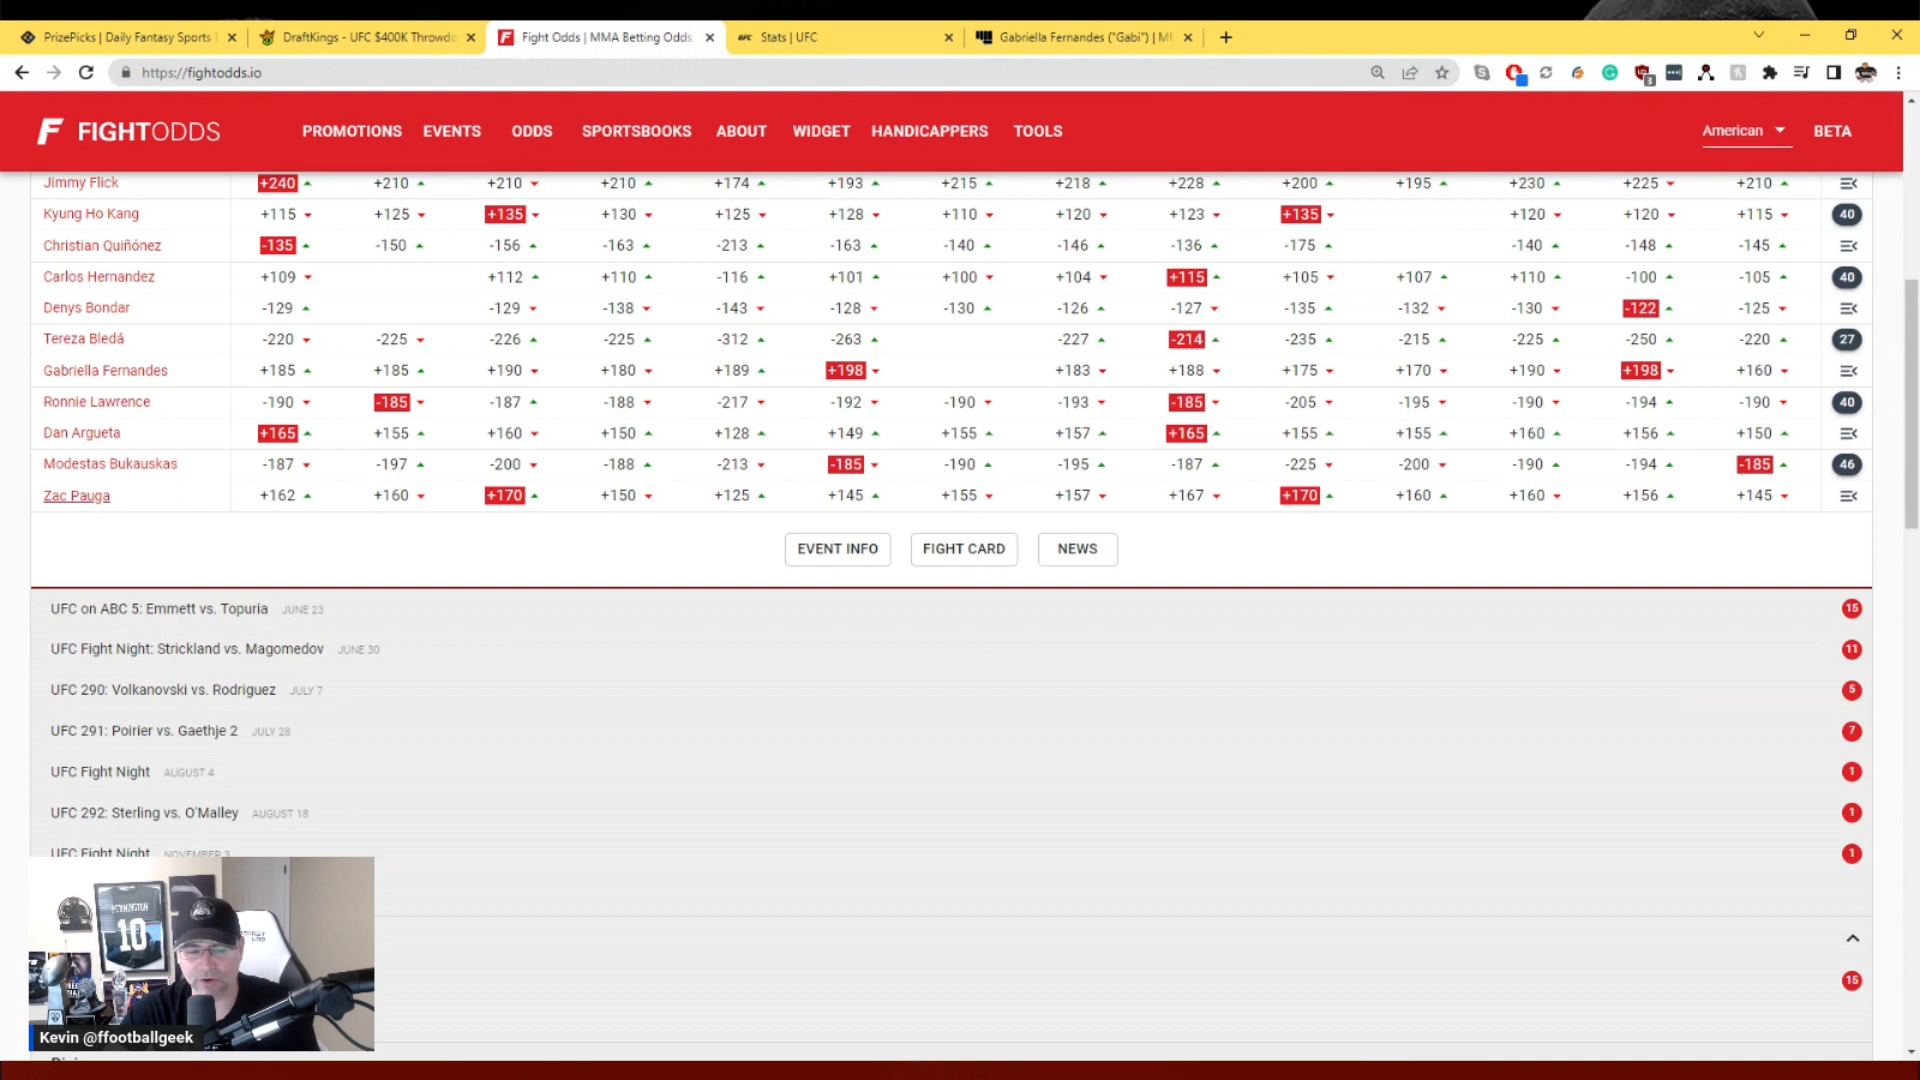 PrizePicks | Daily Fantasy Sports
DraftKings - UFC $400K Throwdo
Fight Odds | MMA Betting Odds,
UFC Stats | UFC
Gabriella Fernandes ("Gabi") | M
https://fightodds.io
3
F FIGHTODDS PROMOTIONS EVENTS ODDS SPORTSBOOKS ABOUT WIDGET HANDICAPPERS TOOLS American BETA
Jimmy Flick +240 +210 +210 +210 +174 +193 +215 +218 +228 +200 +195 +230 +225 +210
Kyung Ho Kang +115 +125 +135 +130 +125 +128 +110 +120 +123 +135 +120 +120 +115 40
Christian Quiñónez -135 -150 -156 -163 -213 -163 -140 -146 -136 -175 -140 -148 -145
Carlos Hernandez +109 +112 +110 -116 +101 +100 +104 +115 +105 +107 +110 -100 -105 40
Denys Bondar -129 -129 -138 -143 -128 -130 -126 -127 -135 -132 -130 -122 -125
Tereza Bledá -220 -225 -226 -225 -312 -263 -227 -214 -235 -215 -225 -250 -220 27
Gabriella Fernandes +185 +185 +190 +180 +189 +198 +183 +188 +175 +170 +190 +198 +160
Ronnie Lawrence -190 -185 -187 -188 -217 -192 -190 -193 -185 -205 -195 -190 -194 -190 40
Dan Argueta +165 +155 +160 +150 +128 +149 +155 +157 +165 +155 +155 +160 +156 +150
Modestas Bukauskas -187 -197 -200 -188 -213 -185 -190 -195 -187 -225 -200 -190 -194 -185 46
Zac Pauga +162 +160 +170 +150 +125 +145 +155 +157 +167 +170 +160 +160 +156 +145
EVENT INFO FIGHT CARD NEWS
UFC on ABC 5: Emmett vs. Topuria JUNE 23 15
UFC Fight Night: Strickland vs. Magomedov JUNE 30 11
UFC 290: Volkanovski vs. Rodriguez JULY 7 5
UFC 291: Poirier vs. Gaethje 2 JULY 28 7
UFC Fight Night AUGUST 4 1
UFC 292: Sterling vs. O'Malley AUGUST 18 1
UFC Fight Night NOVEMBER 3 1
PENNINGTON
10
15
Kevin @ffootballgeek